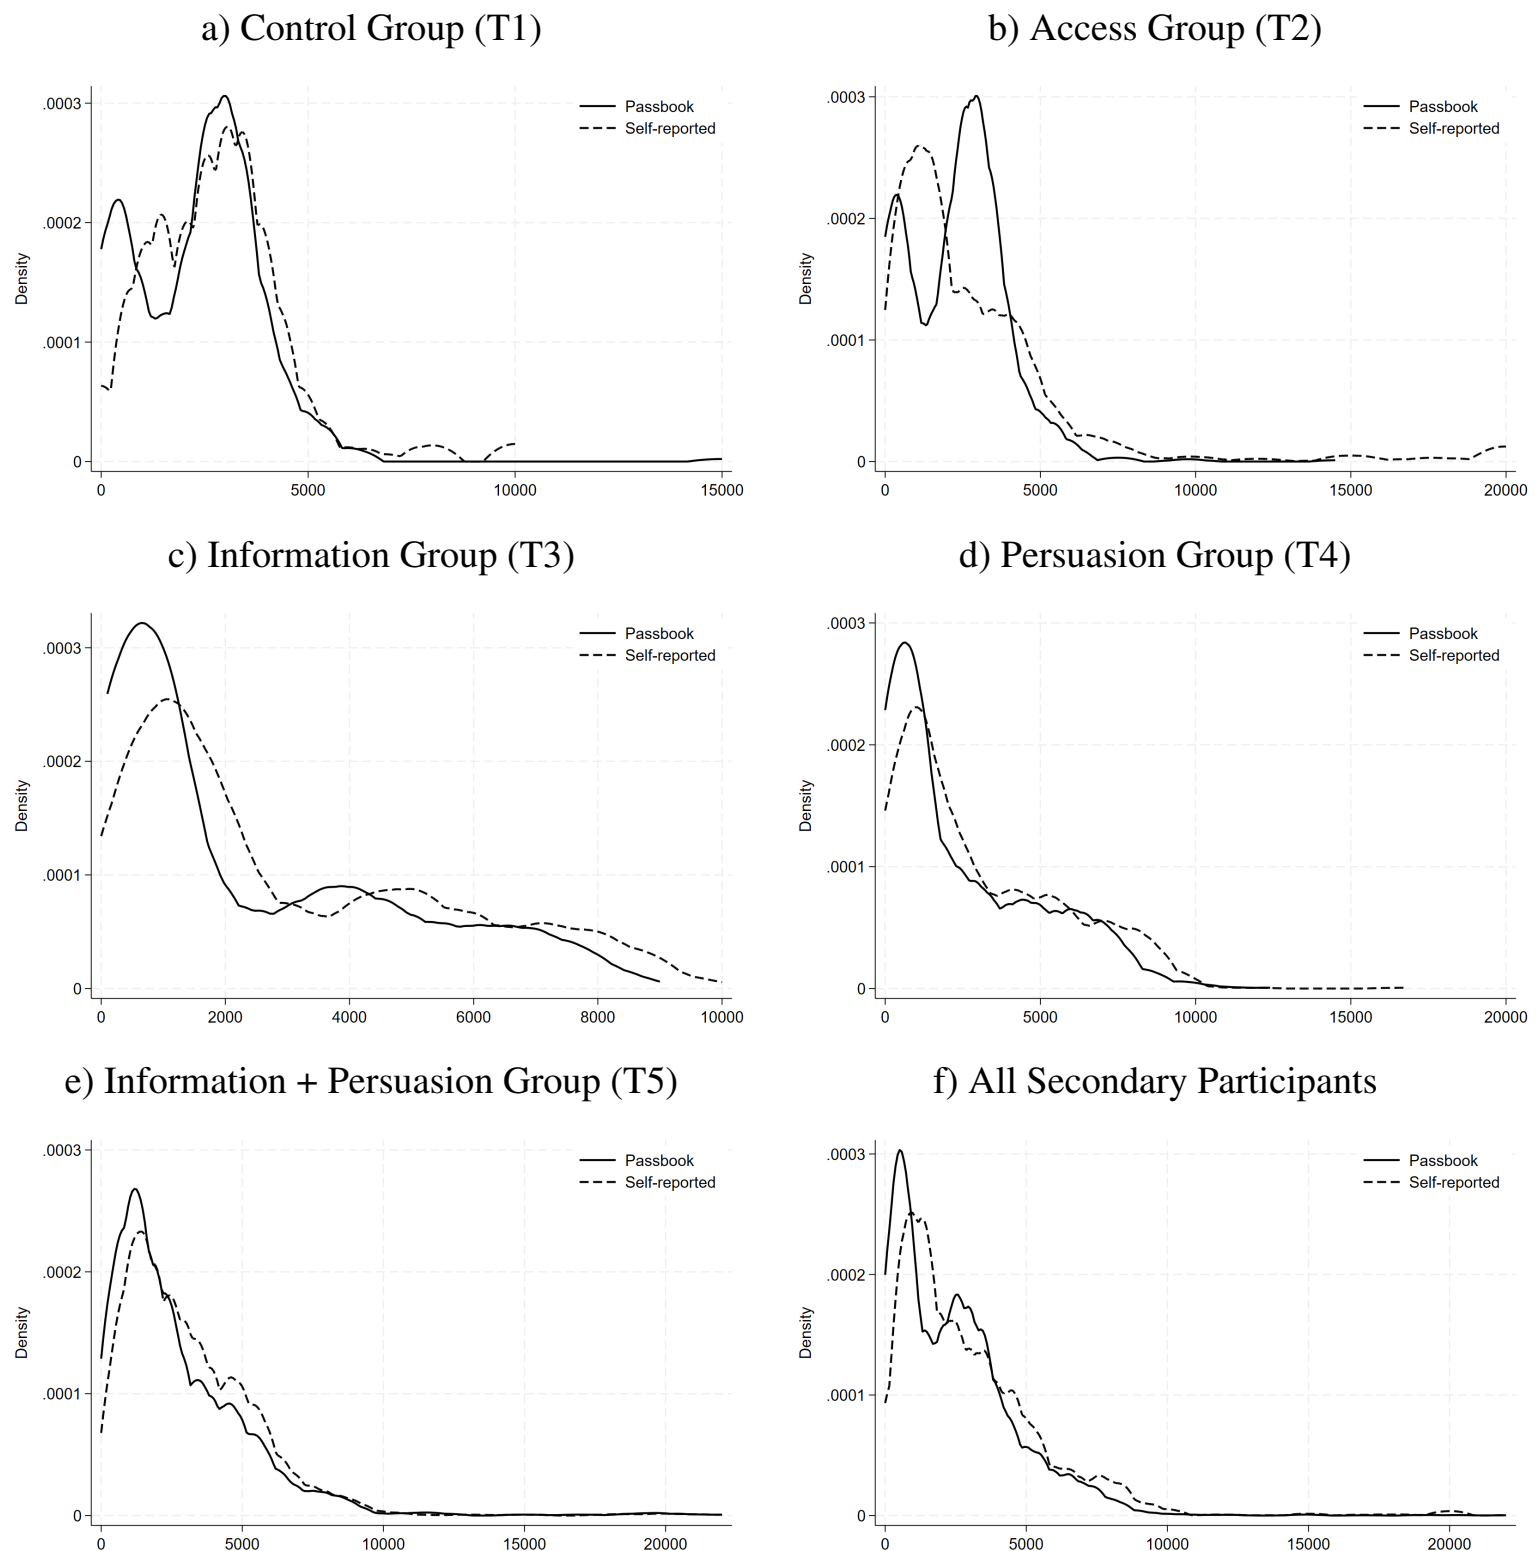 a) Control Group (T1)
.0003
.0002
.0001
0
Density
0 5000 10000 15000
Passbook
Self-reported
b) Access Group (T2)
.0003
.0002
.0001
0
Density
0 5000 10000 15000 20000
Passbook
Self-reported
c) Information Group (T3)
.0003
.0002
.0001
0
Density
0 2000 4000 6000 8000 10000
Passbook
Self-reported
d) Persuasion Group (T4)
.0003
.0002
.0001
0
Density
0 5000 10000 15000 20000
Passbook
Self-reported
e) Information + Persuasion Group (T5)
.0003
.0002
.0001
0
Density
0 5000 10000 15000 20000
Passbook
Self-reported
f) All Secondary Participants
.0003
.0002
.0001
0
Density
0 5000 10000 15000 20000
Passbook
Self-reported